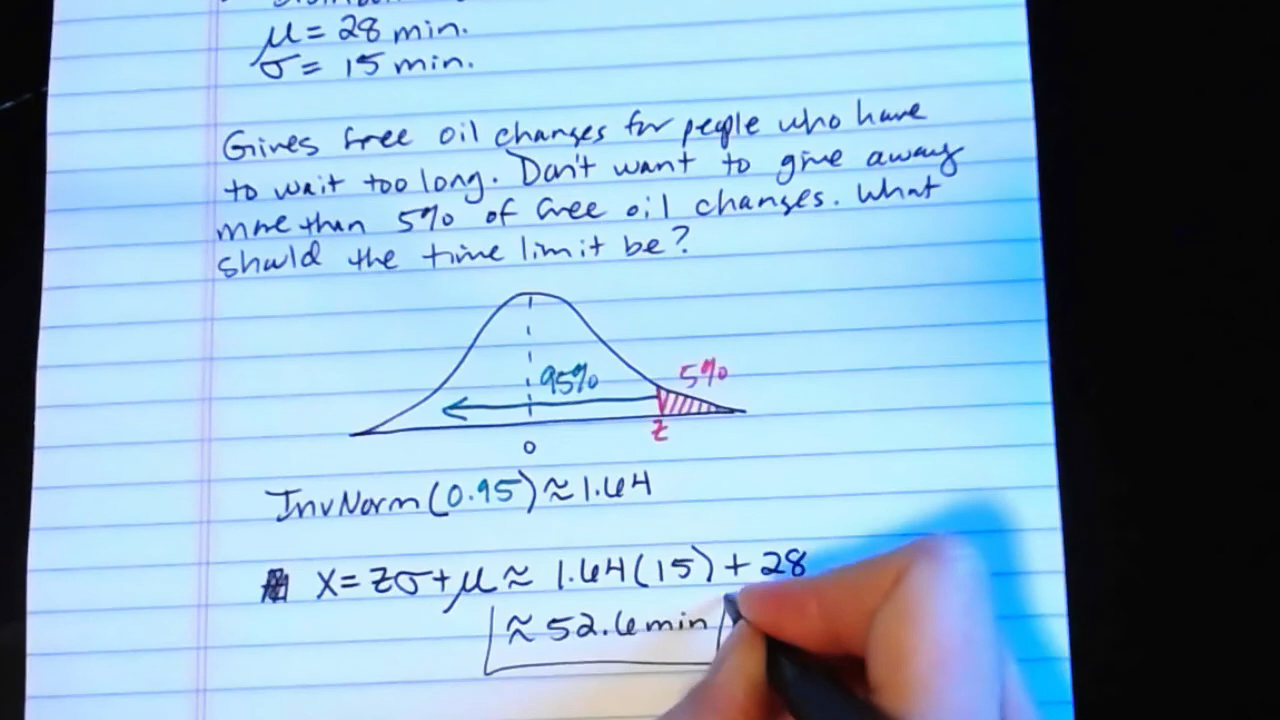 μ = 28 min.
σ = 15 min.
Gives free oil changes for people who have
to wait too long. Don't want to give away
more than 5% of free oil changes. What
should the time limit be?
95%
5%
z
0
InvNorm(0.95) ≈ 1.64
X = zσ + μ ≈ 1.64(15) + 28
≈ 52.6 min